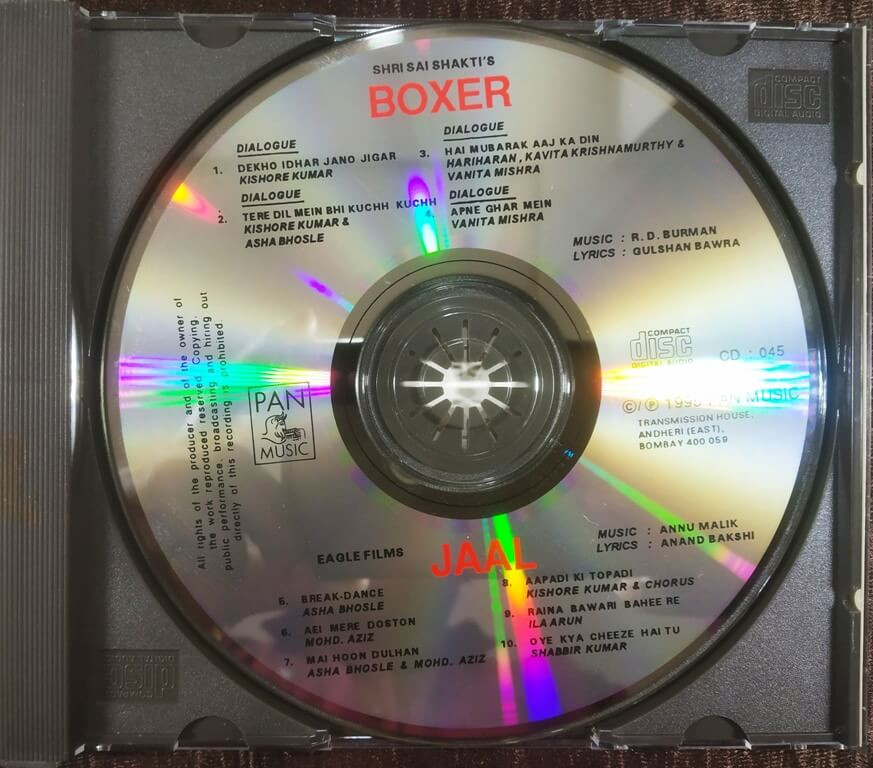 SHRI SAI SHAKTI'S
BOXER
DIALOGUE
1. DEKHO IDHAR JANO JIGAR
KISHORE KUMAR
DIALOGUE
2. TERE DIL MEIN BHI KUCHH KUCHH
KISHORE KUMAR &
ASHA BHOSLE
DIALOGUE
3. HAI MUBARAK AAJ KA DIN
HARIHARAN, KAVITA KRISHNAMURTHY &
VANITA MISHRA
DIALOGUE
4. APNE GHAR MEIN
VANITA MISHRA
MUSIC : R. D. BURMAN
LYRICS : GULSHAN BAWRA
COMPACT
disc
DIGITAL AUDIO
All rights of the producer and of the owner of
the work reproduced reserved. Copying,
public performance, broadcasting and hiring out
directly of this recording is prohibited.
PAN
MUSIC
COMPACT
disc
DIGITAL AUDIO
CD : 045
©/℗ 1995 PAN MUSIC
TRANSMISSION HOUSE,
ANDHERI (EAST),
BOMBAY 400 059
EAGLE FILMS
JAAL
MUSIC : ANNU MALIK
LYRICS : ANAND BAKSHI
5. BREAK-DANCE
ASHA BHOSLE
6. AEI MERE DOSTON
MOHD. AZIZ
7. MAI HOON DULHAN
ASHA BHOSLE & MOHD. AZIZ
8. AAPADI KI TOPADI
KISHORE KUMAR & CHORUS
9. RAINA BAWARI BAHEE RE
ILA ARUN
10. OYE KYA CHEEZE HAI TU
SHABBIR KUMAR
COMPACT
disc
DIGITAL AUDIO